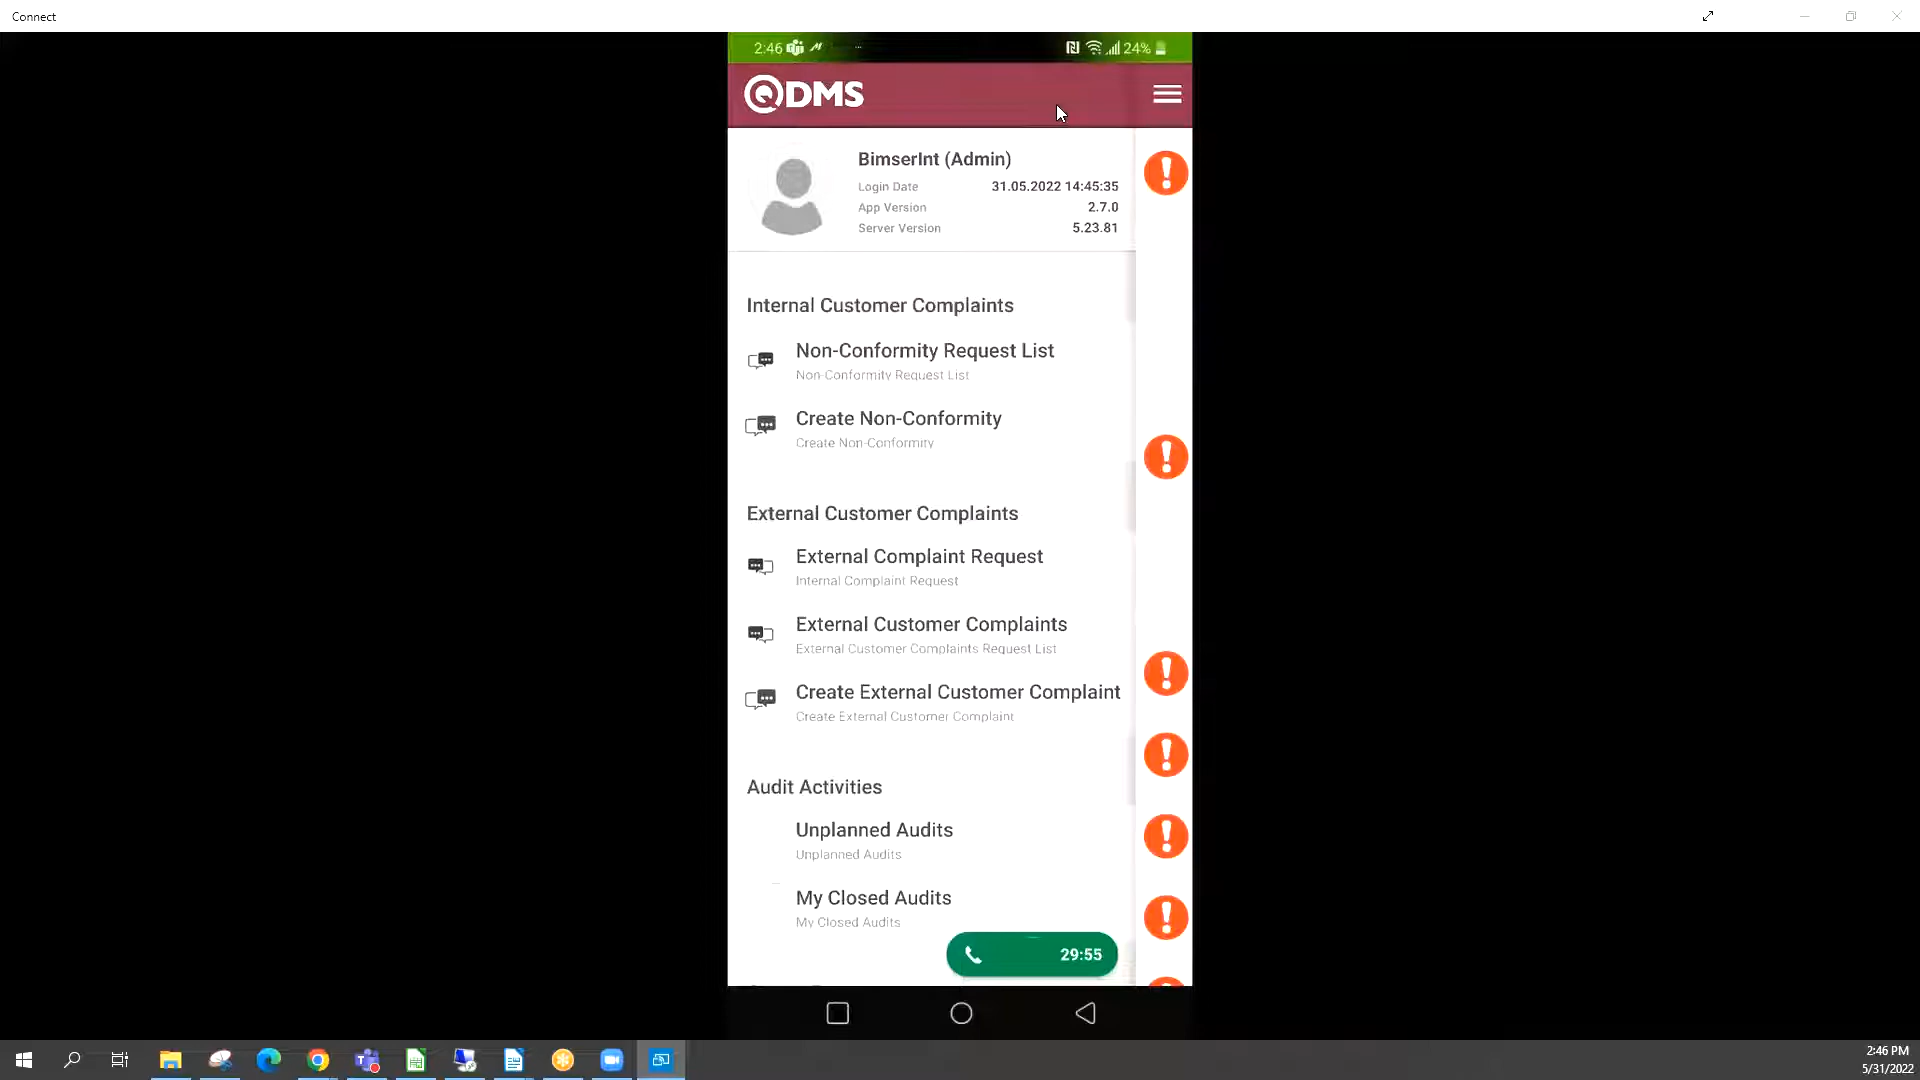 Connect
2:46
24%
QDMS
BimserInt (Admin)
Login Date 31.05.2022 14:45:35
App Version 2.7.0
Server Version 5.23.81
Internal Customer Complaints
Non-Conformity Request List
Non-Conformity Request List
Create Non-Conformity
Create Non-Conformity
External Customer Complaints
External Complaint Request
Internal Complaint Request
External Customer Complaints
External Customer Complaints Request List
Create External Customer Complaint
Create External Customer Complaint
Audit Activities
Unplanned Audits
Unplanned Audits
My Closed Audits
My Closed Audits
29:55
2:46 PM
5/31/2022